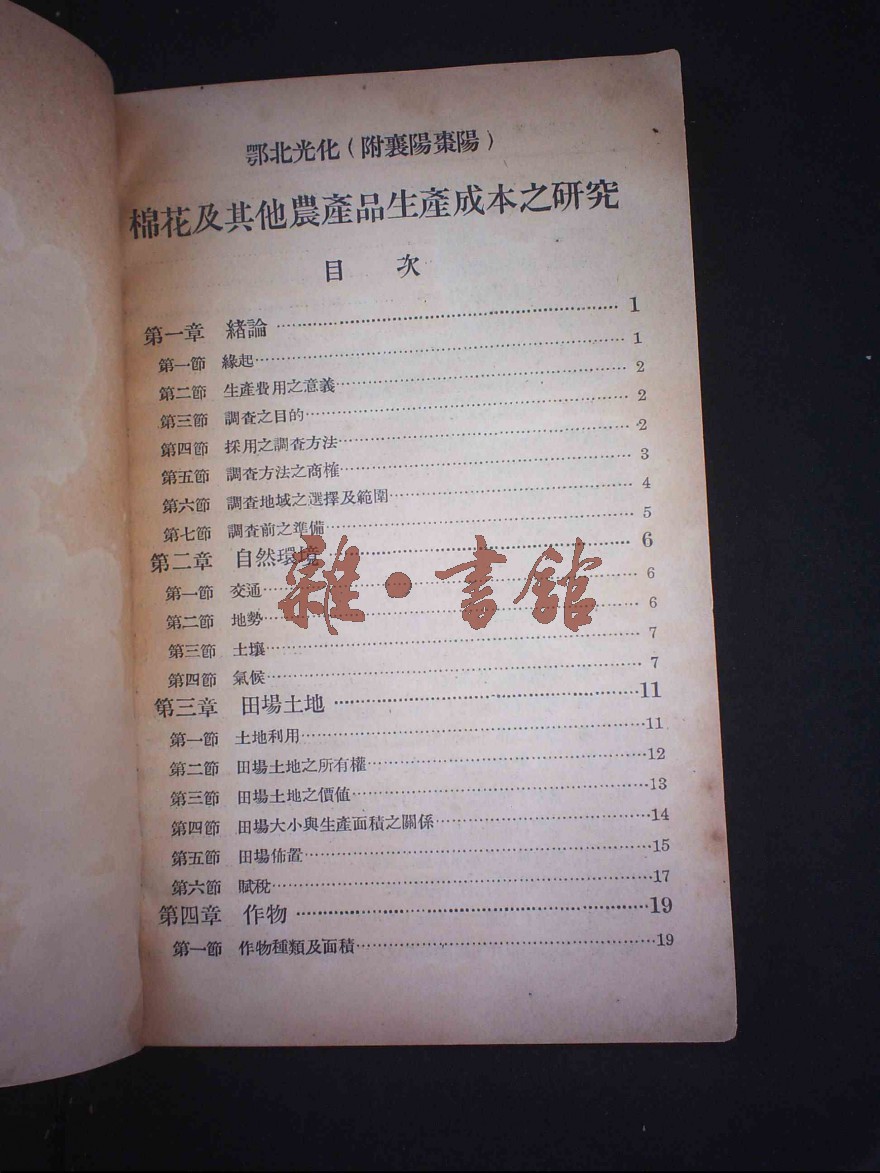 鄂北光化(附襄陽棗陽)
棉花及其他農產品生產成本之研究
目 次
第一章 緒論 1
第一節 緣起 1
第二節 生產費用之意義 2
第三節 調查之目的 2
第四節 採用之調查方法 2
第五節 調查方法之商榷 3
第六節 調查地域之選擇及範圍 4
第七節 調查前之準備 5
第二章 自然環境 6
第一節 交通 6
第二節 地勢 6
第三節 土壤 7
第四節 氣候 7
第三章 田場土地 11
第一節 土地利用 11
第二節 田場土地之所有權 12
第三節 田場土地之價值 13
第四節 田場大小與生產面積之關係 14
第五節 田場佈置 15
第六節 賦稅 17
第四章 作物 19
第一節 作物種類及面積 19
雜·書館